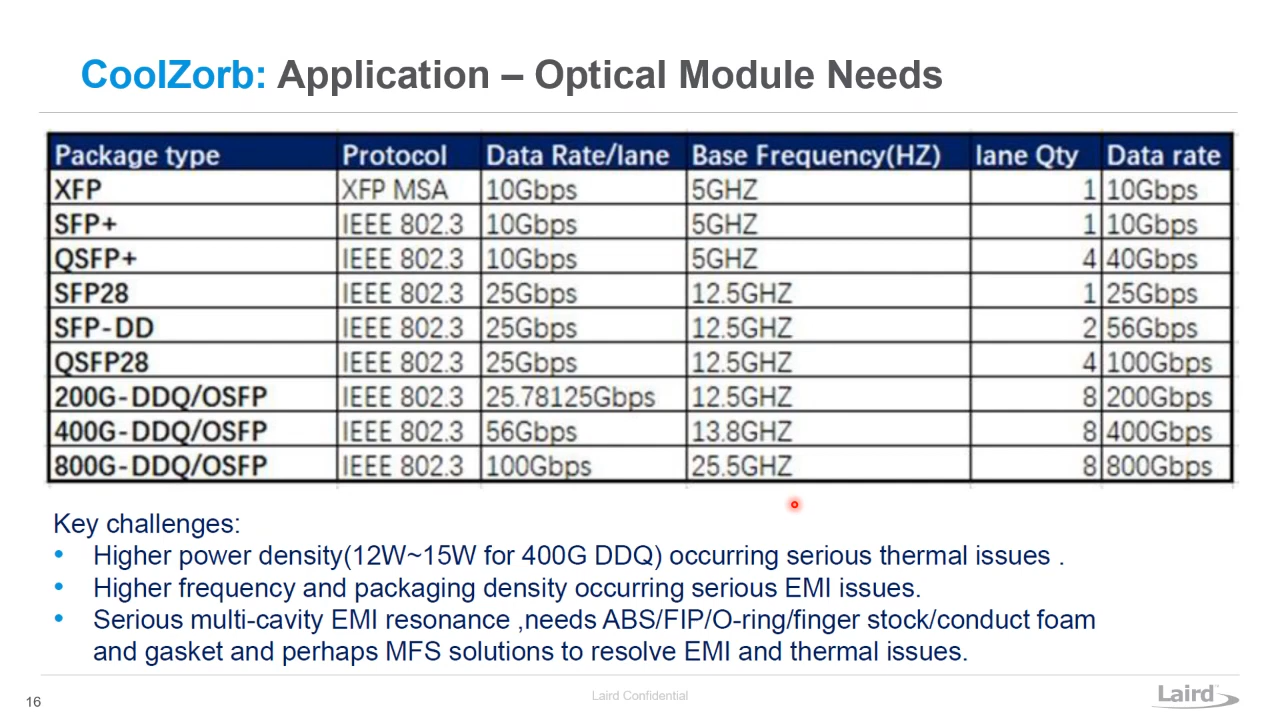 CoolZorb: Application – Optical Module Needs
Package type Protocol Data Rate/lane Base Frequency(HZ) lane Qty Data rate
XFP XFP MSA 10Gbps 5GHZ 1 10Gbps
SFP+ IEEE 802.3 10Gbps 5GHZ 1 10Gbps
QSFP+ IEEE 802.3 10Gbps 5GHZ 4 40Gbps
SFP28 IEEE 802.3 25Gbps 12.5GHZ 1 25Gbps
SFP-DD IEEE 802.3 25Gbps 12.5GHZ 2 56Gbps
QSFP28 IEEE 802.3 25Gbps 12.5GHZ 4 100Gbps
200G-DDQ/OSFP IEEE 802.3 25.78125Gbps 12.5GHZ 8 200Gbps
400G-DDQ/OSFP IEEE 802.3 56Gbps 13.8GHZ 8 400Gbps
800G-DDQ/OSFP IEEE 802.3 100Gbps 25.5GHZ 8 800Gbps
Key challenges:
• Higher power density(12W~15W for 400G DDQ) occurring serious thermal issues .
• Higher frequency and packaging density occurring serious EMI issues.
• Serious multi-cavity EMI resonance ,needs ABS/FIP/O-ring/finger stock/conduct foam
and gasket and perhaps MFS solutions to resolve EMI and thermal issues.
16
Laird Confidential
Laird